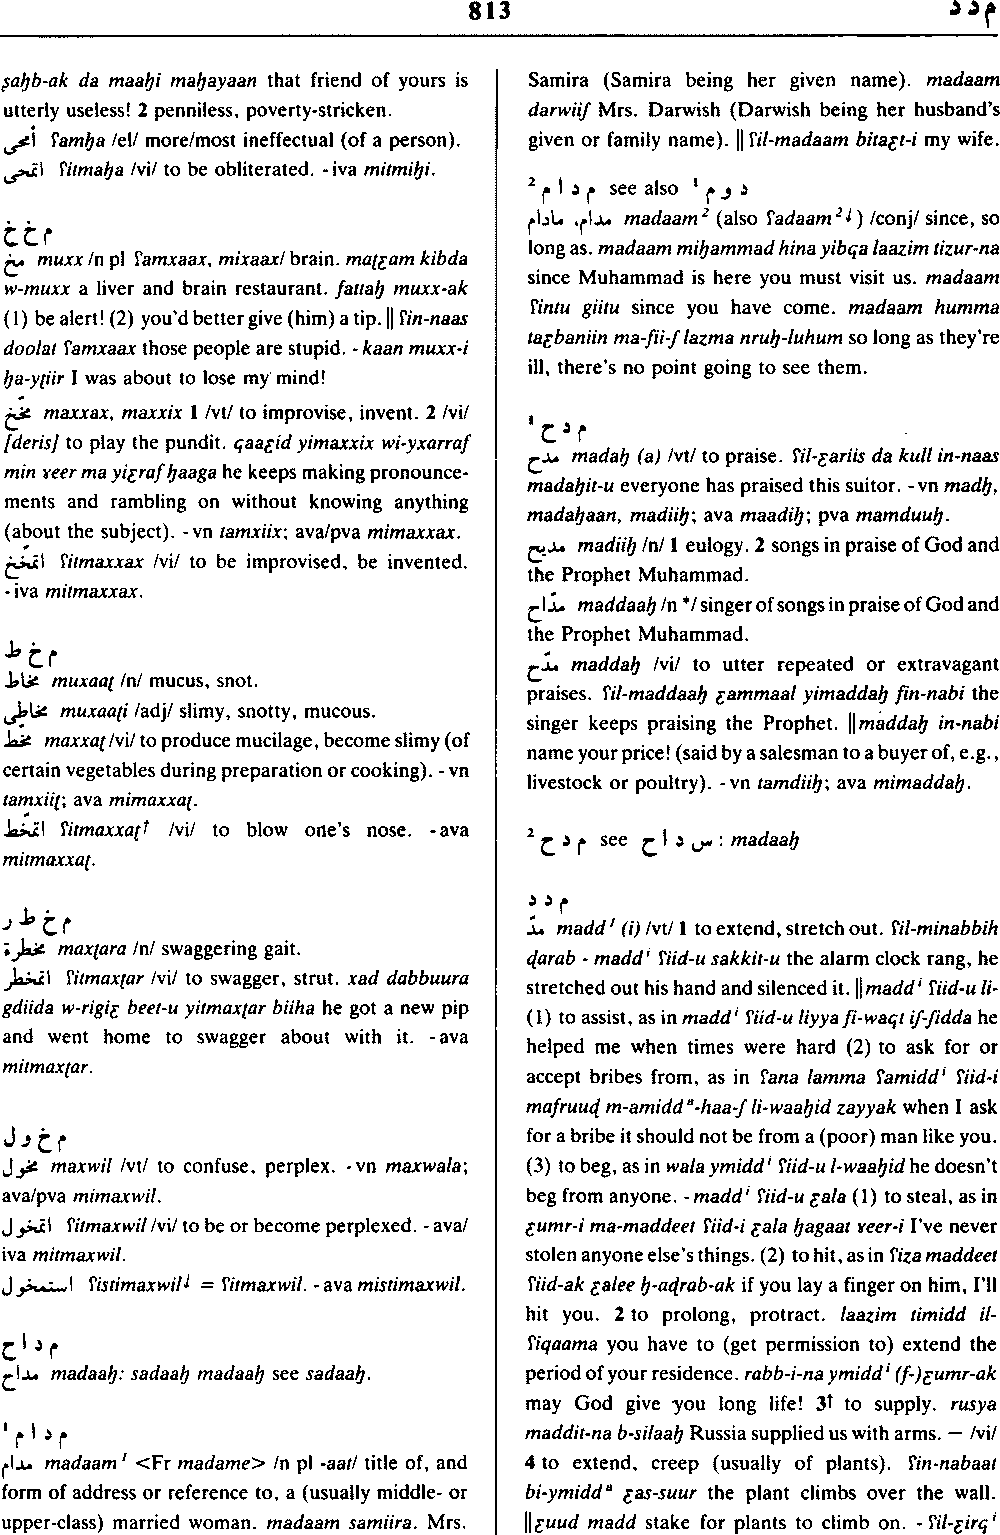 813
مدد
ṣaḥb-ak da maaḥi maḥayaan that friend of yours is
utterly useless! 2 penniless, poverty-stricken.
أمحى ʕamḥa /el/ more/most ineffectual (of a person).
اتمحى ʕitmaḥa /vi/ to be obliterated. -iva mitmiḥi.
م خ خ
مخ muxx /n pl ʕamxaax, mixaax/ brain. maṭɛam kibda
w-muxx a liver and brain restaurant. fattaḥ muxx-ak
(1) be alert! (2) you'd better give (him) a tip. || ʕin-naas
doolat ʕamxaax those people are stupid. - kaan muxx-i
ḥa-yṭiir I was about to lose my mind!
مخّخ maxxax, maxxix 1 /vt/ to improvise, invent. 2 /vi/
[deris] to play the pundit. qaaɛid yimaxxix wi-yxarraf
min ɤeer ma yiɛraf ḥaaga he keeps making pronounce-
ments and rambling on without knowing anything
(about the subject). -vn tamxiix; ava/pva mimaxxax.
اتمخّخ ʕitmaxxax /vi/ to be improvised, be invented.
-iva mitmaxxax.
م خ ط
مخاط muxaaṭ /n/ mucus, snot.
مخاطي muxaaṭi /adj/ slimy, snotty, mucous.
مخّط maxxaṭ /vi/ to produce mucilage, become slimy (of
certain vegetables during preparation or cooking). -vn
tamxiiṭ; ava mimaxxaṭ.
اتمخّط ʕitmaxxaṭ↑ /vi/ to blow one's nose. -ava
mitmaxxaṭ.
م خ ط ر
مخطرة maxṭara /n/ swaggering gait.
اتمخطر ʕitmaxṭar /vi/ to swagger, strut. xad dabbuura
gdiida w-rigiɛ beet-u yitmaxṭar biiha he got a new pip
and went home to swagger about with it. -ava
mitmaxṭar.
م خ و ل
مخول maxwil /vt/ to confuse, perplex. -vn maxwala;
ava/pva mimaxwil.
اتمخول ʕitmaxwil /vi/ to be or become perplexed. -ava/
iva mitmaxwil.
استمخول ʕistimaxwil↓ = ʕitmaxwil. -ava mistimaxwil.
م د ا ح
مداح madaaḥ: sadaaḥ madaaḥ see sadaaḥ.
م د ا م ¹
مدام madaam¹ <Fr madame> /n pl -aat/ title of, and
form of address or reference to, a (usually middle- or
upper-class) married woman. madaam samiira. Mrs.
Samira (Samira being her given name). madaam
darwiiʃ Mrs. Darwish (Darwish being her husband's
given or family name). || ʕil-madaam bitaɛt-i my wife.
م د ا م ² see also د و م ¹
مدام، مادام madaam² (also ʕadaam²↓) /conj/ since, so
long as. madaam miḥammad hina yibqa laazim tizur-na
since Muhammad is here you must visit us. madaam
ʕintu giitu since you have come. madaam humma
taɛbaniin ma-fii-ʃ lazma nruḥ-luhum so long as they're
ill, there's no point going to see them.
م د ح ¹
مدح madaḥ (a) /vt/ to praise. ʕil-ɛariis da kull in-naas
madaḥit-u everyone has praised this suitor. -vn madḥ,
madaḥaan, madiiḥ; ava maadiḥ; pva mamduuḥ.
مديح madiiḥ /n/ 1 eulogy. 2 songs in praise of God and
the Prophet Muhammad.
مدّاح maddaaḥ /n */ singer of songs in praise of God and
the Prophet Muhammad.
مدّح maddaḥ /vi/ to utter repeated or extravagant
praises. ʕil-maddaaḥ ɛammaal yimaddaḥ fin-nabi the
singer keeps praising the Prophet. || maddaḥ in-nabi
name your price! (said by a salesman to a buyer of, e.g.,
livestock or poultry). -vn tamdiiḥ; ava mimaddaḥ.
م د ح ² see س د ا ح : madaaḥ
م د د
مدّ madd¹ (i) /vt/ 1 to extend, stretch out. ʕil-minabbih
ḍarab - maddⁱ ʕiid-u sakkit-u the alarm clock rang, he
stretched out his hand and silenced it. || maddⁱ ʕiid-u li-
(1) to assist, as in maddⁱ ʕiid-u liyya fi-waqt iʃ-ʃidda he
helped me when times were hard (2) to ask for or
accept bribes from, as in ʕana lamma ʕamiddⁱ ʕiid-i
mafruuḍ m-amiddᵃ-haa-ʃ li-waaḥid zayyak when I ask
for a bribe it should not be from a (poor) man like you.
(3) to beg, as in wala ymiddⁱ ʕiid-u l-waaḥid he doesn't
beg from anyone. - maddⁱ ʕiid-u ɛala (1) to steal, as in
ɛumr-i ma-maddeet ʕiid-i ɛala ḥagaat ɤeer-i I've never
stolen anyone else's things. (2) to hit, as in ʕiza maddeet
ʕiid-ak ɛalee ḥ-aḍrab-ak if you lay a finger on him, I'll
hit you. 2 to prolong, protract. laazim timidd il-
ʕiqaama you have to (get permission to) extend the
period of your residence. rabb-i-na ymiddⁱ (f-)ɛumr-ak
may God give you long life! 3↑ to supply. rusya
maddit-na b-silaaḥ Russia supplied us with arms. — /vi/
4 to extend, creep (usually of plants). ʕin-nabaat
bi-ymiddᵃ ɛas-suur the plant climbs over the wall.
|| ɛuud madd stake for plants to climb on. - ʕil-ɛirqⁱ